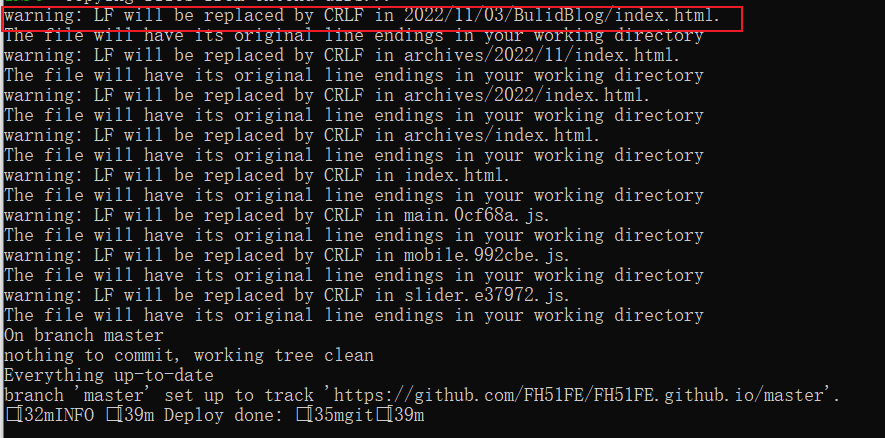 warning: LF will be replaced by CRLF in 2022/11/03/BulidBlog/index.html.
The file will have its original line endings in your working directory
warning: LF will be replaced by CRLF in archives/2022/11/index.html.
The file will have its original line endings in your working directory
warning: LF will be replaced by CRLF in archives/2022/index.html.
The file will have its original line endings in your working directory
warning: LF will be replaced by CRLF in archives/index.html.
The file will have its original line endings in your working directory
warning: LF will be replaced by CRLF in index.html.
The file will have its original line endings in your working directory
warning: LF will be replaced by CRLF in main.0cf68a.js.
The file will have its original line endings in your working directory
warning: LF will be replaced by CRLF in mobile.992cbe.js.
The file will have its original line endings in your working directory
warning: LF will be replaced by CRLF in slider.e37972.js.
The file will have its original line endings in your working directory
On branch master
nothing to commit, working tree clean
Everything up-to-date
branch 'master' set up to track 'https://github.com/FH51FE/FH51FE.github.io/master'.
□[32mINFO □[39m Deploy done: □[35mgit□[39m